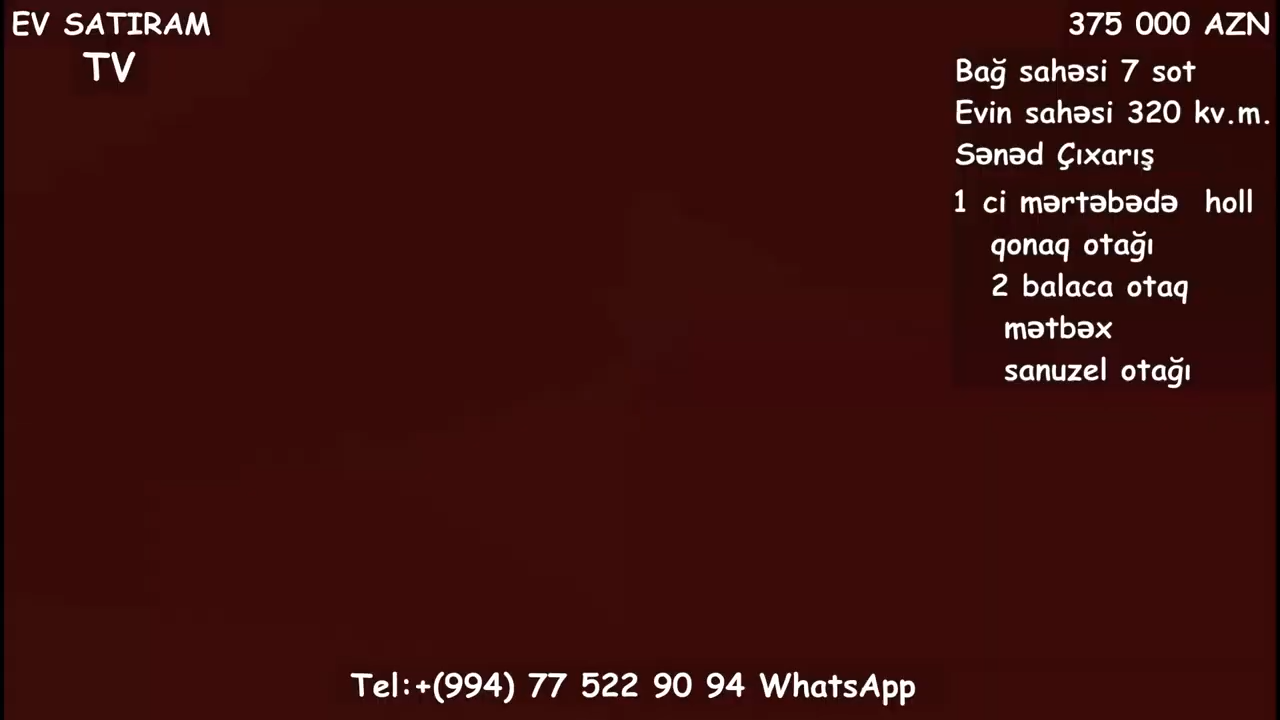 EV SATIRAM
TV
375 000 AZN
Bağ sahəsi 7 sot
Evin sahəsi 320 kv.m.
Sənəd Çıxarış
1 ci mərtəbədə holl
qonaq otağı
2 balaca otaq
mətbəx
sanuzel otağı
Tel:+(994) 77 522 90 94 WhatsApp